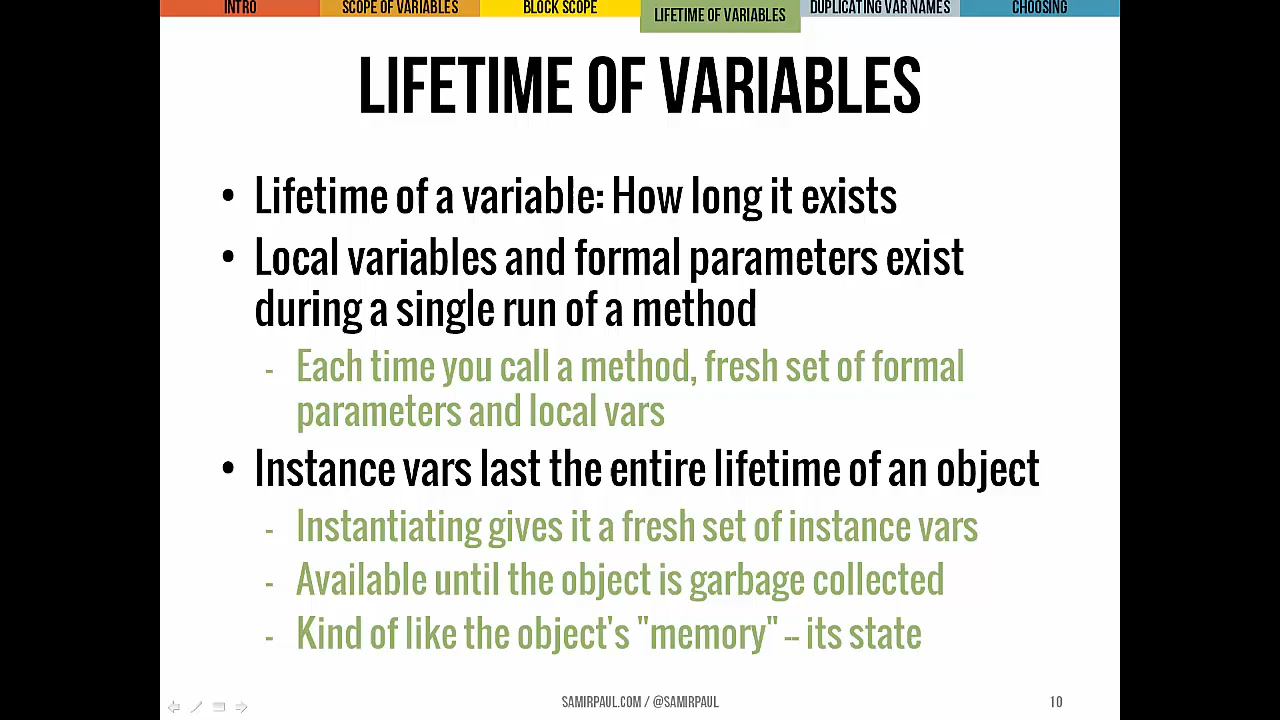 INTRO
SCOPE OF VARIABLES
BLOCK SCOPE
LIFETIME OF VARIABLES
DUPLICATING VAR NAMES
CHOOSING
LIFETIME OF VARIABLES
• Lifetime of a variable: How long it exists
• Local variables and formal parameters exist
during a single run of a method
- Each time you call a method, fresh set of formal
parameters and local vars
• Instance vars last the entire lifetime of an object
- Instantiating gives it a fresh set of instance vars
- Available until the object is garbage collected
- Kind of like the object's "memory" – its state
SAMIRPAUL.COM / @SAMIRPAUL
10